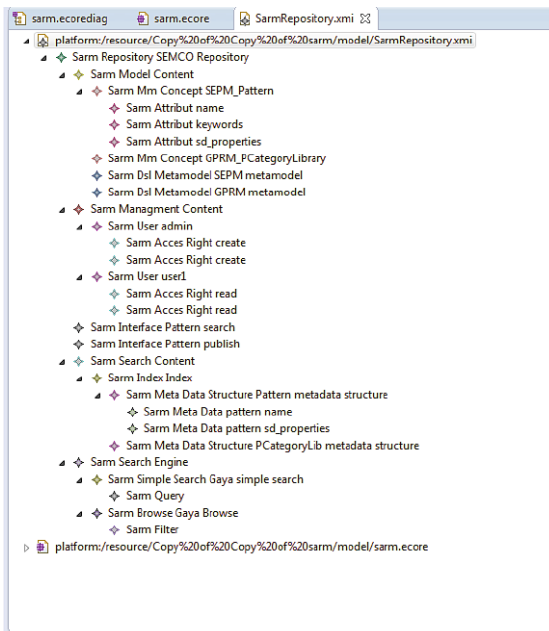 sarm.ecorediag sarm.ecore SarmRepository.xmi
platform:/resource/Copy%20of%20Copy%20of%20sarm/model/SarmRepository.xmi
Sarm Repository SEMCO Repository
Sarm Model Content
Sarm Mm Concept SEPM_Pattern
Sarm Attribut name
Sarm Attribut keywords
Sarm Attribut sd_properties
Sarm Mm Concept GPRM_PCategoryLibrary
Sarm Dsl Metamodel SEPM metamodel
Sarm Dsl Metamodel GPRM metamodel
Sarm Managment Content
Sarm User admin
Sarm Acces Right create
Sarm Acces Right create
Sarm User user1
Sarm Acces Right read
Sarm Acces Right read
Sarm Interface Pattern search
Sarm Interface Pattern publish
Sarm Search Content
Sarm Index Index
Sarm Meta Data Structure Pattern metadata structure
Sarm Meta Data pattern name
Sarm Meta Data pattern sd_properties
Sarm Meta Data Structure PCategoryLib metadata structure
Sarm Search Engine
Sarm Simple Search Gaya simple search
Sarm Query
Sarm Browse Gaya Browse
Sarm Filter
platform:/resource/Copy%20of%20Copy%20of%20sarm/model/sarm.ecore